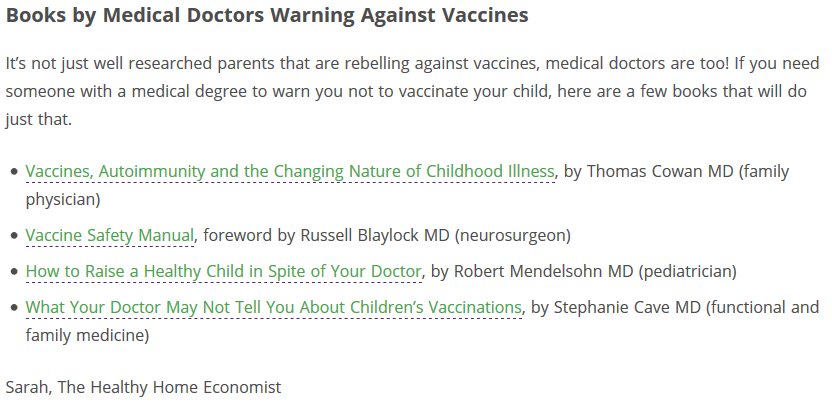 Books by Medical Doctors Warning Against Vaccines
It’s not just well researched parents that are rebelling against vaccines, medical doctors are too! If you need
someone with a medical degree to warn you not to vaccinate your child, here are a few books that will do
just that.
• Vaccines, Autoimmunity and the Changing Nature of Childhood Illness, by Thomas Cowan MD (family
physician)
• Vaccine Safety Manual, foreword by Russell Blaylock MD (neurosurgeon)
• How to Raise a Healthy Child in Spite of Your Doctor, by Robert Mendelsohn MD (pediatrician)
• What Your Doctor May Not Tell You About Children’s Vaccinations, by Stephanie Cave MD (functional and
family medicine)
Sarah, The Healthy Home Economist